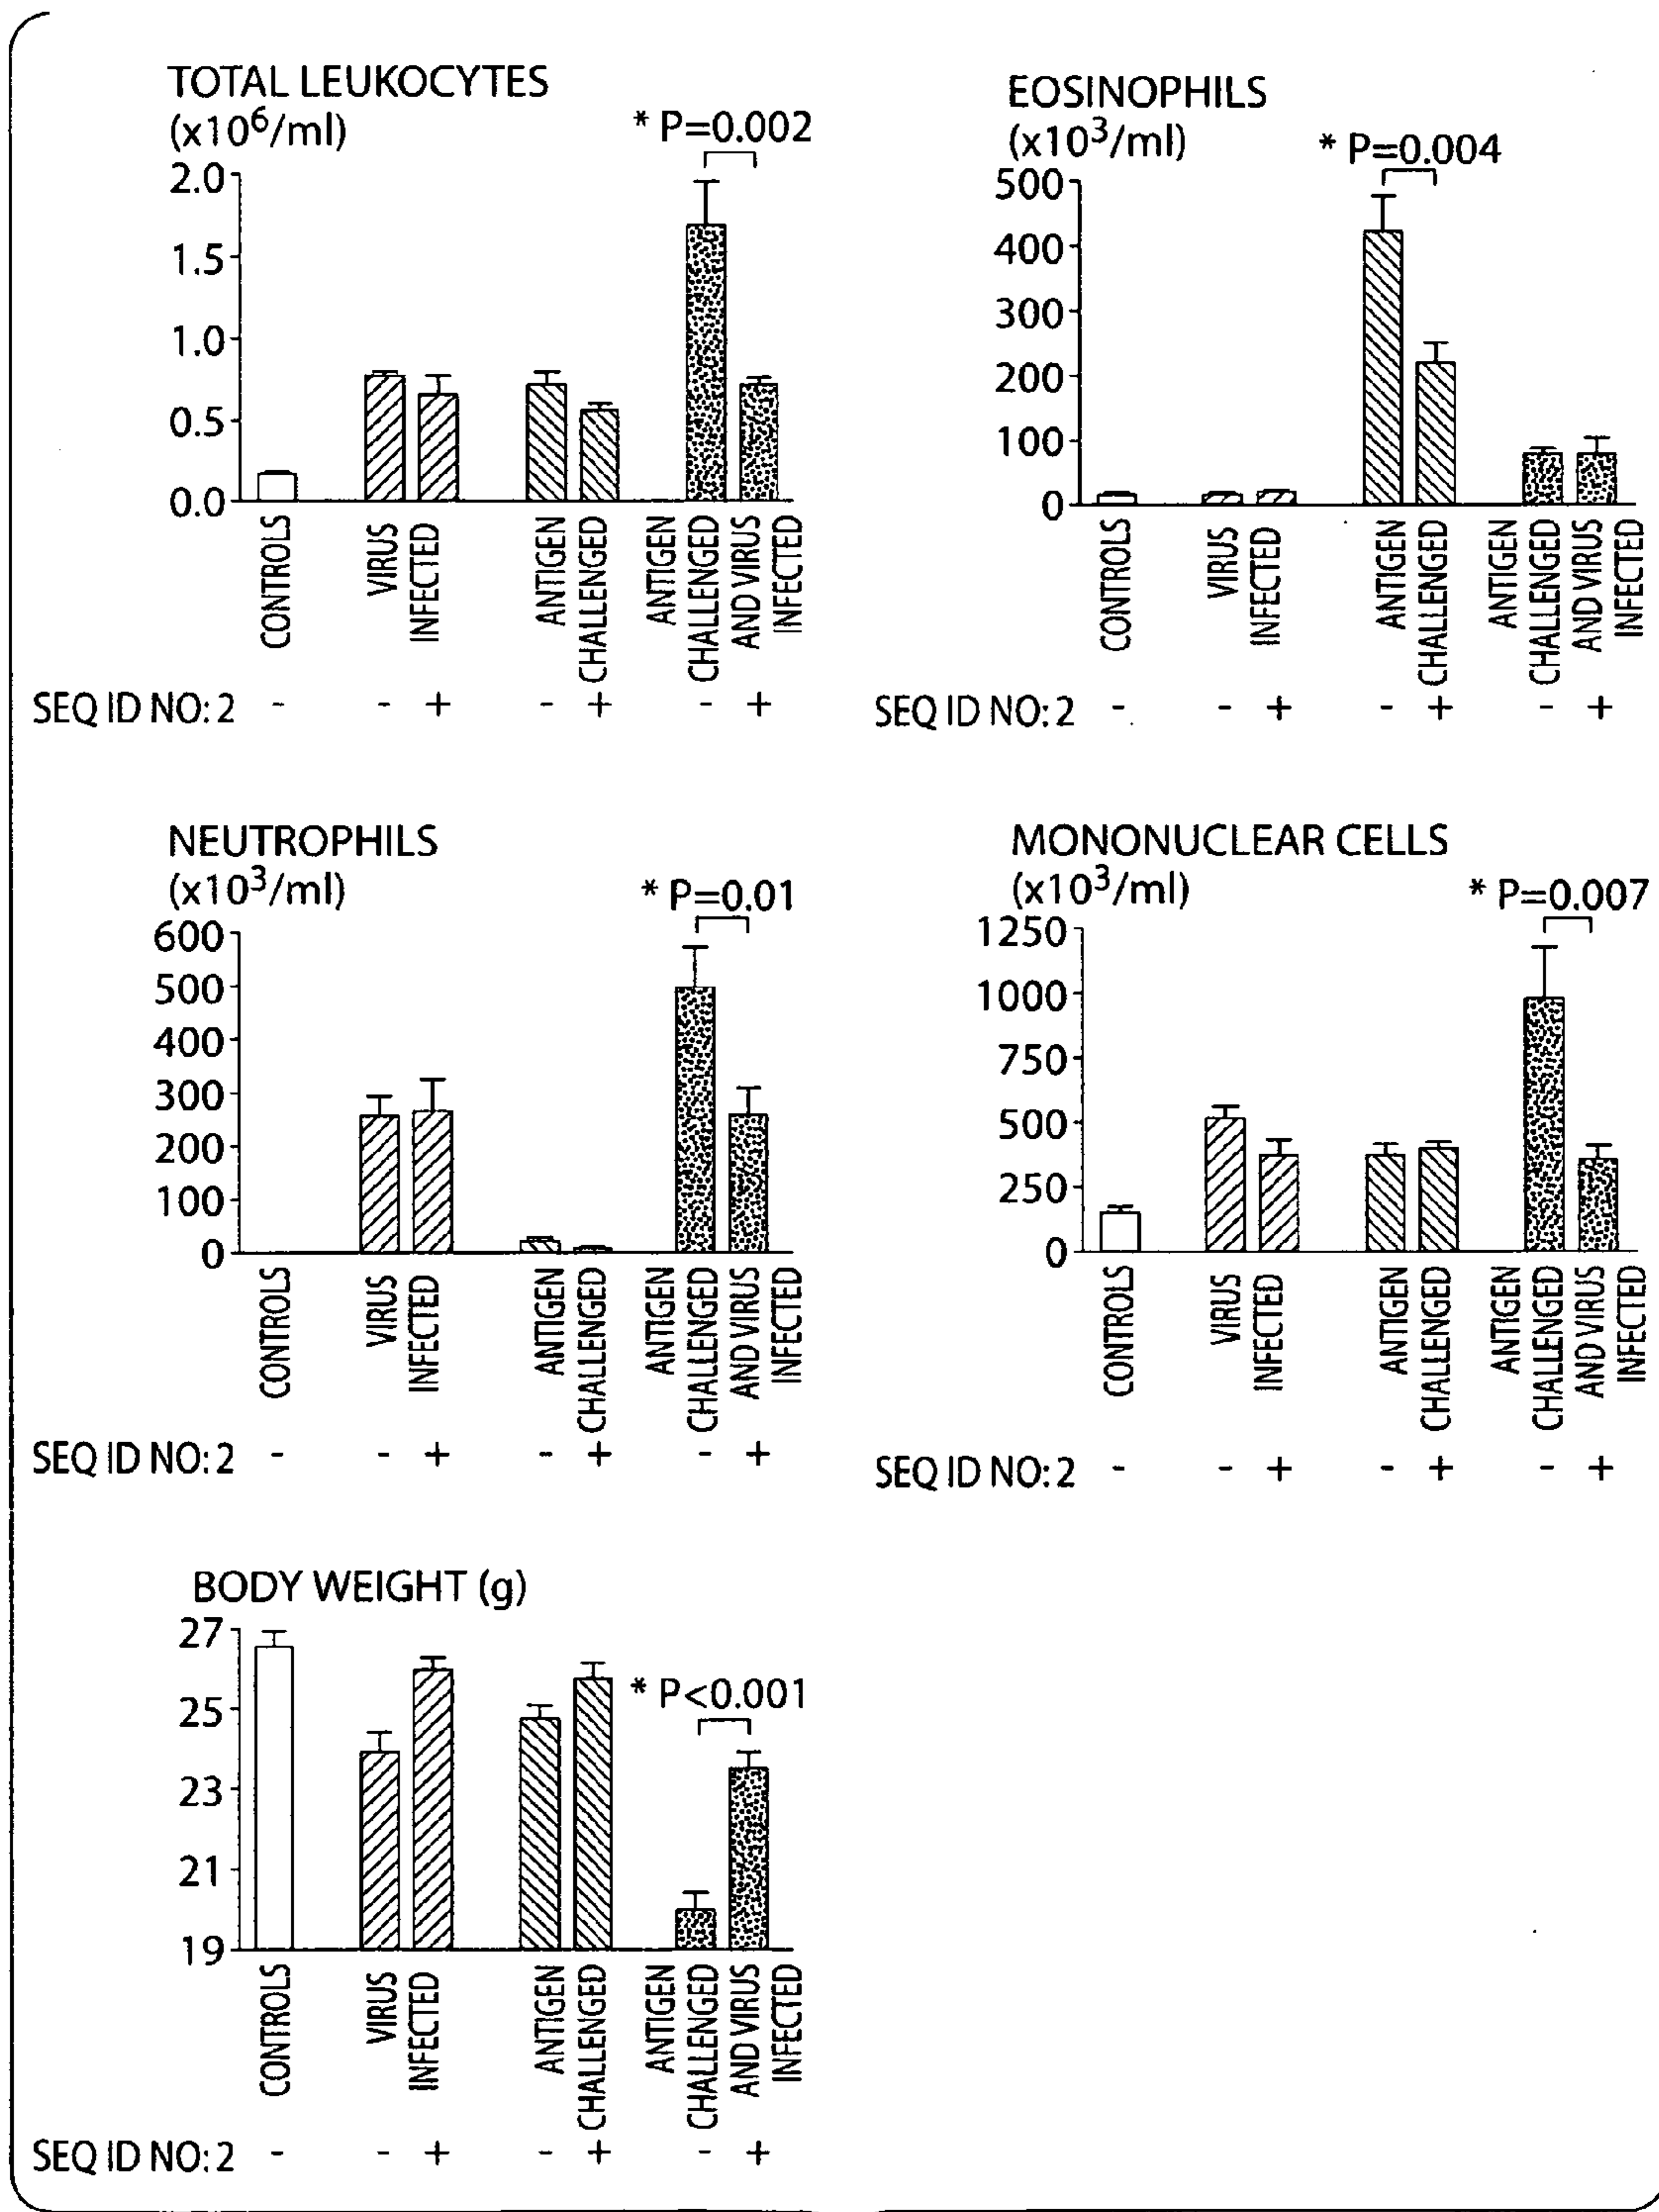 TOTAL LEUKOCYTES
(x10⁶/ml)
* P=0.002
2.0
1.5
1.0
0.5
0.0
CONTROLS
VIRUS
INFECTED
ANTIGEN
CHALLENGED
ANTIGEN
CHALLENGED
AND VIRUS
INFECTED
SEQ ID NO: 2 - - + - + - +
EOSINOPHILS
(x10³/ml)
* P=0.004
500
400
300
200
100
0
CONTROLS
VIRUS
INFECTED
ANTIGEN
CHALLENGED
ANTIGEN
CHALLENGED
AND VIRUS
INFECTED
SEQ ID NO: 2 - - + - + - +
NEUTROPHILS
(x10³/ml)
* P=0.01
600
500
400
300
200
100
0
CONTROLS
VIRUS
INFECTED
ANTIGEN
CHALLENGED
ANTIGEN
CHALLENGED
AND VIRUS
INFECTED
SEQ ID NO: 2 - - + - + - +
MONONUCLEAR CELLS
(x10³/ml)
* P=0.007
1250
1000
750
500
250
0
CONTROLS
VIRUS
INFECTED
ANTIGEN
CHALLENGED
ANTIGEN
CHALLENGED
AND VIRUS
INFECTED
SEQ ID NO: 2 - - + - + - +
BODY WEIGHT (g)
* P<0.001
27
25
23
21
19
CONTROLS
VIRUS
INFECTED
ANTIGEN
CHALLENGED
ANTIGEN
CHALLENGED
AND VIRUS
INFECTED
SEQ ID NO: 2 - - + - + - +